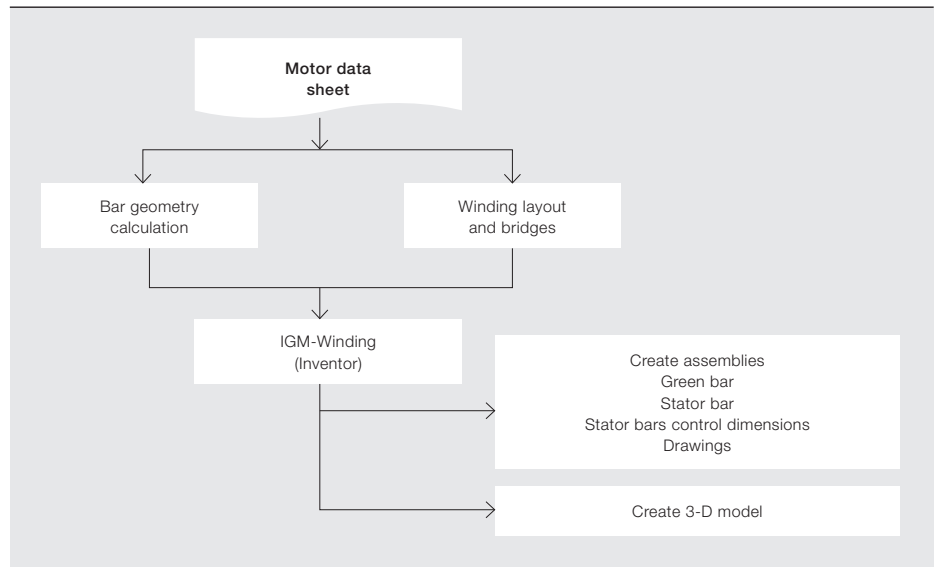 Motor data
sheet
Bar geometry
calculation
Winding layout
and bridges
IGM-Winding
(Inventor)
Create assemblies
Green bar
Stator bar
Stator bars control dimensions
Drawings
Create 3-D model